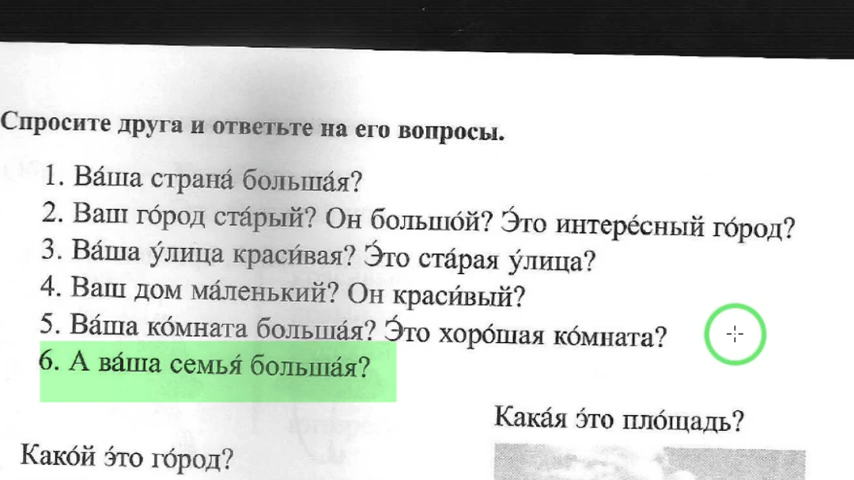 Спросите друга и ответьте на его вопросы.
1. Ва́ша страна́ больша́я?
2. Ваш го́род ста́рый? Он большо́й? Э́то интере́сный го́род?
3. Ва́ша у́лица краси́вая? Э́то ста́рая у́лица?
4. Ваш дом ма́ленький? Он краси́вый?
5. Ва́ша ко́мната больша́я? Э́то хоро́шая ко́мната?
6. А ва́ша семья́ больша́я?
Кака́я э́то пло́щадь?
Како́й э́то го́род?